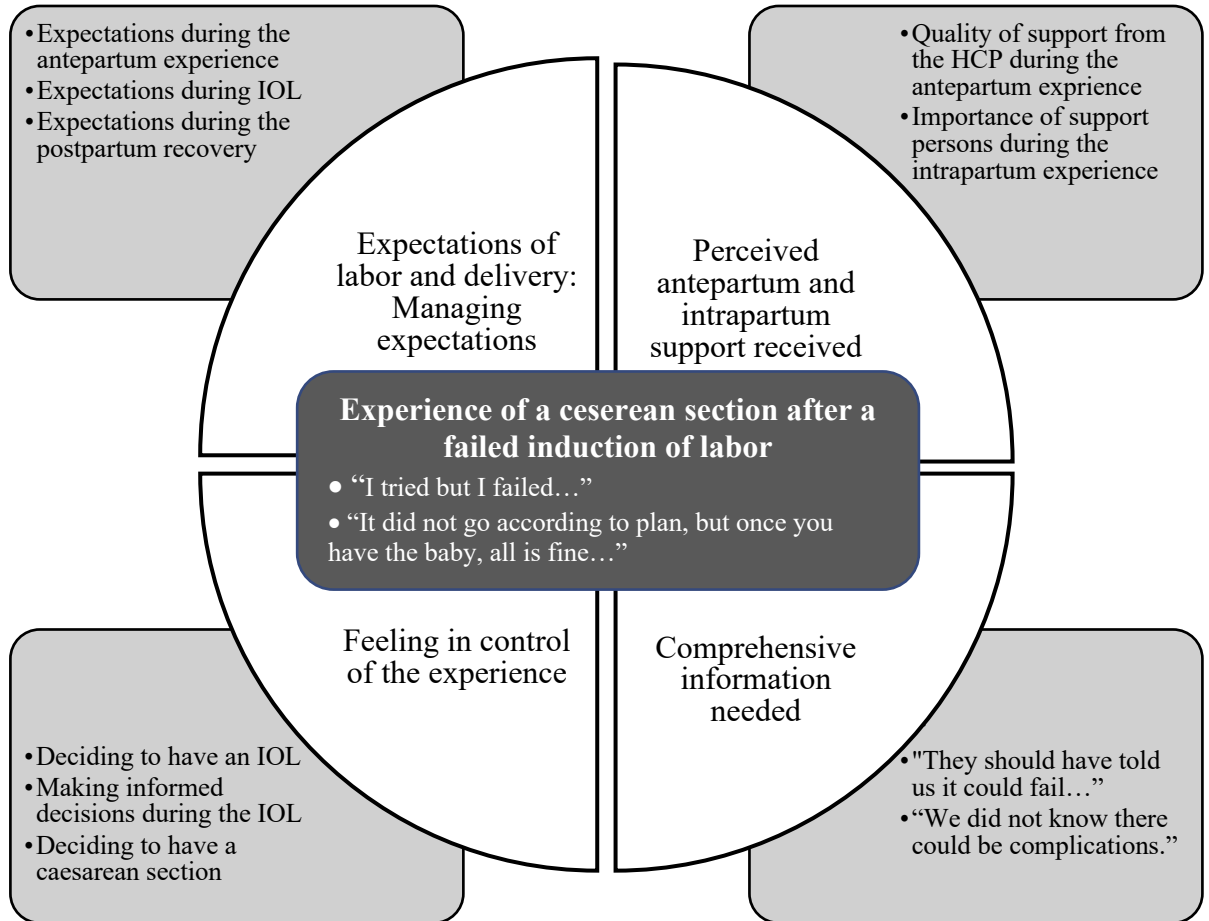 •Expectations during the
antepartum experience
•Expectations during IOL
•Expectations during the
postpartum recovery
•Quality of support from
the HCP during the
antepartum exprience
•Importance of support
persons during the
intrapartum experience
Expectations of
labor and delivery:
Managing
expectations
Perceived
antepartum and
intrapartum
support received
Experience of a ceserean section after a
failed induction of labor
• “I tried but I failed…”
• “It did not go according to plan, but once you
have the baby, all is fine…”
Feeling in control
of the experience
Comprehensive
information
needed
•Deciding to have an IOL
•Making informed
decisions during the IOL
•Deciding to have a
caesarean section
•"They should have told
us it could fail…”
•“We did not know there
could be complications.”